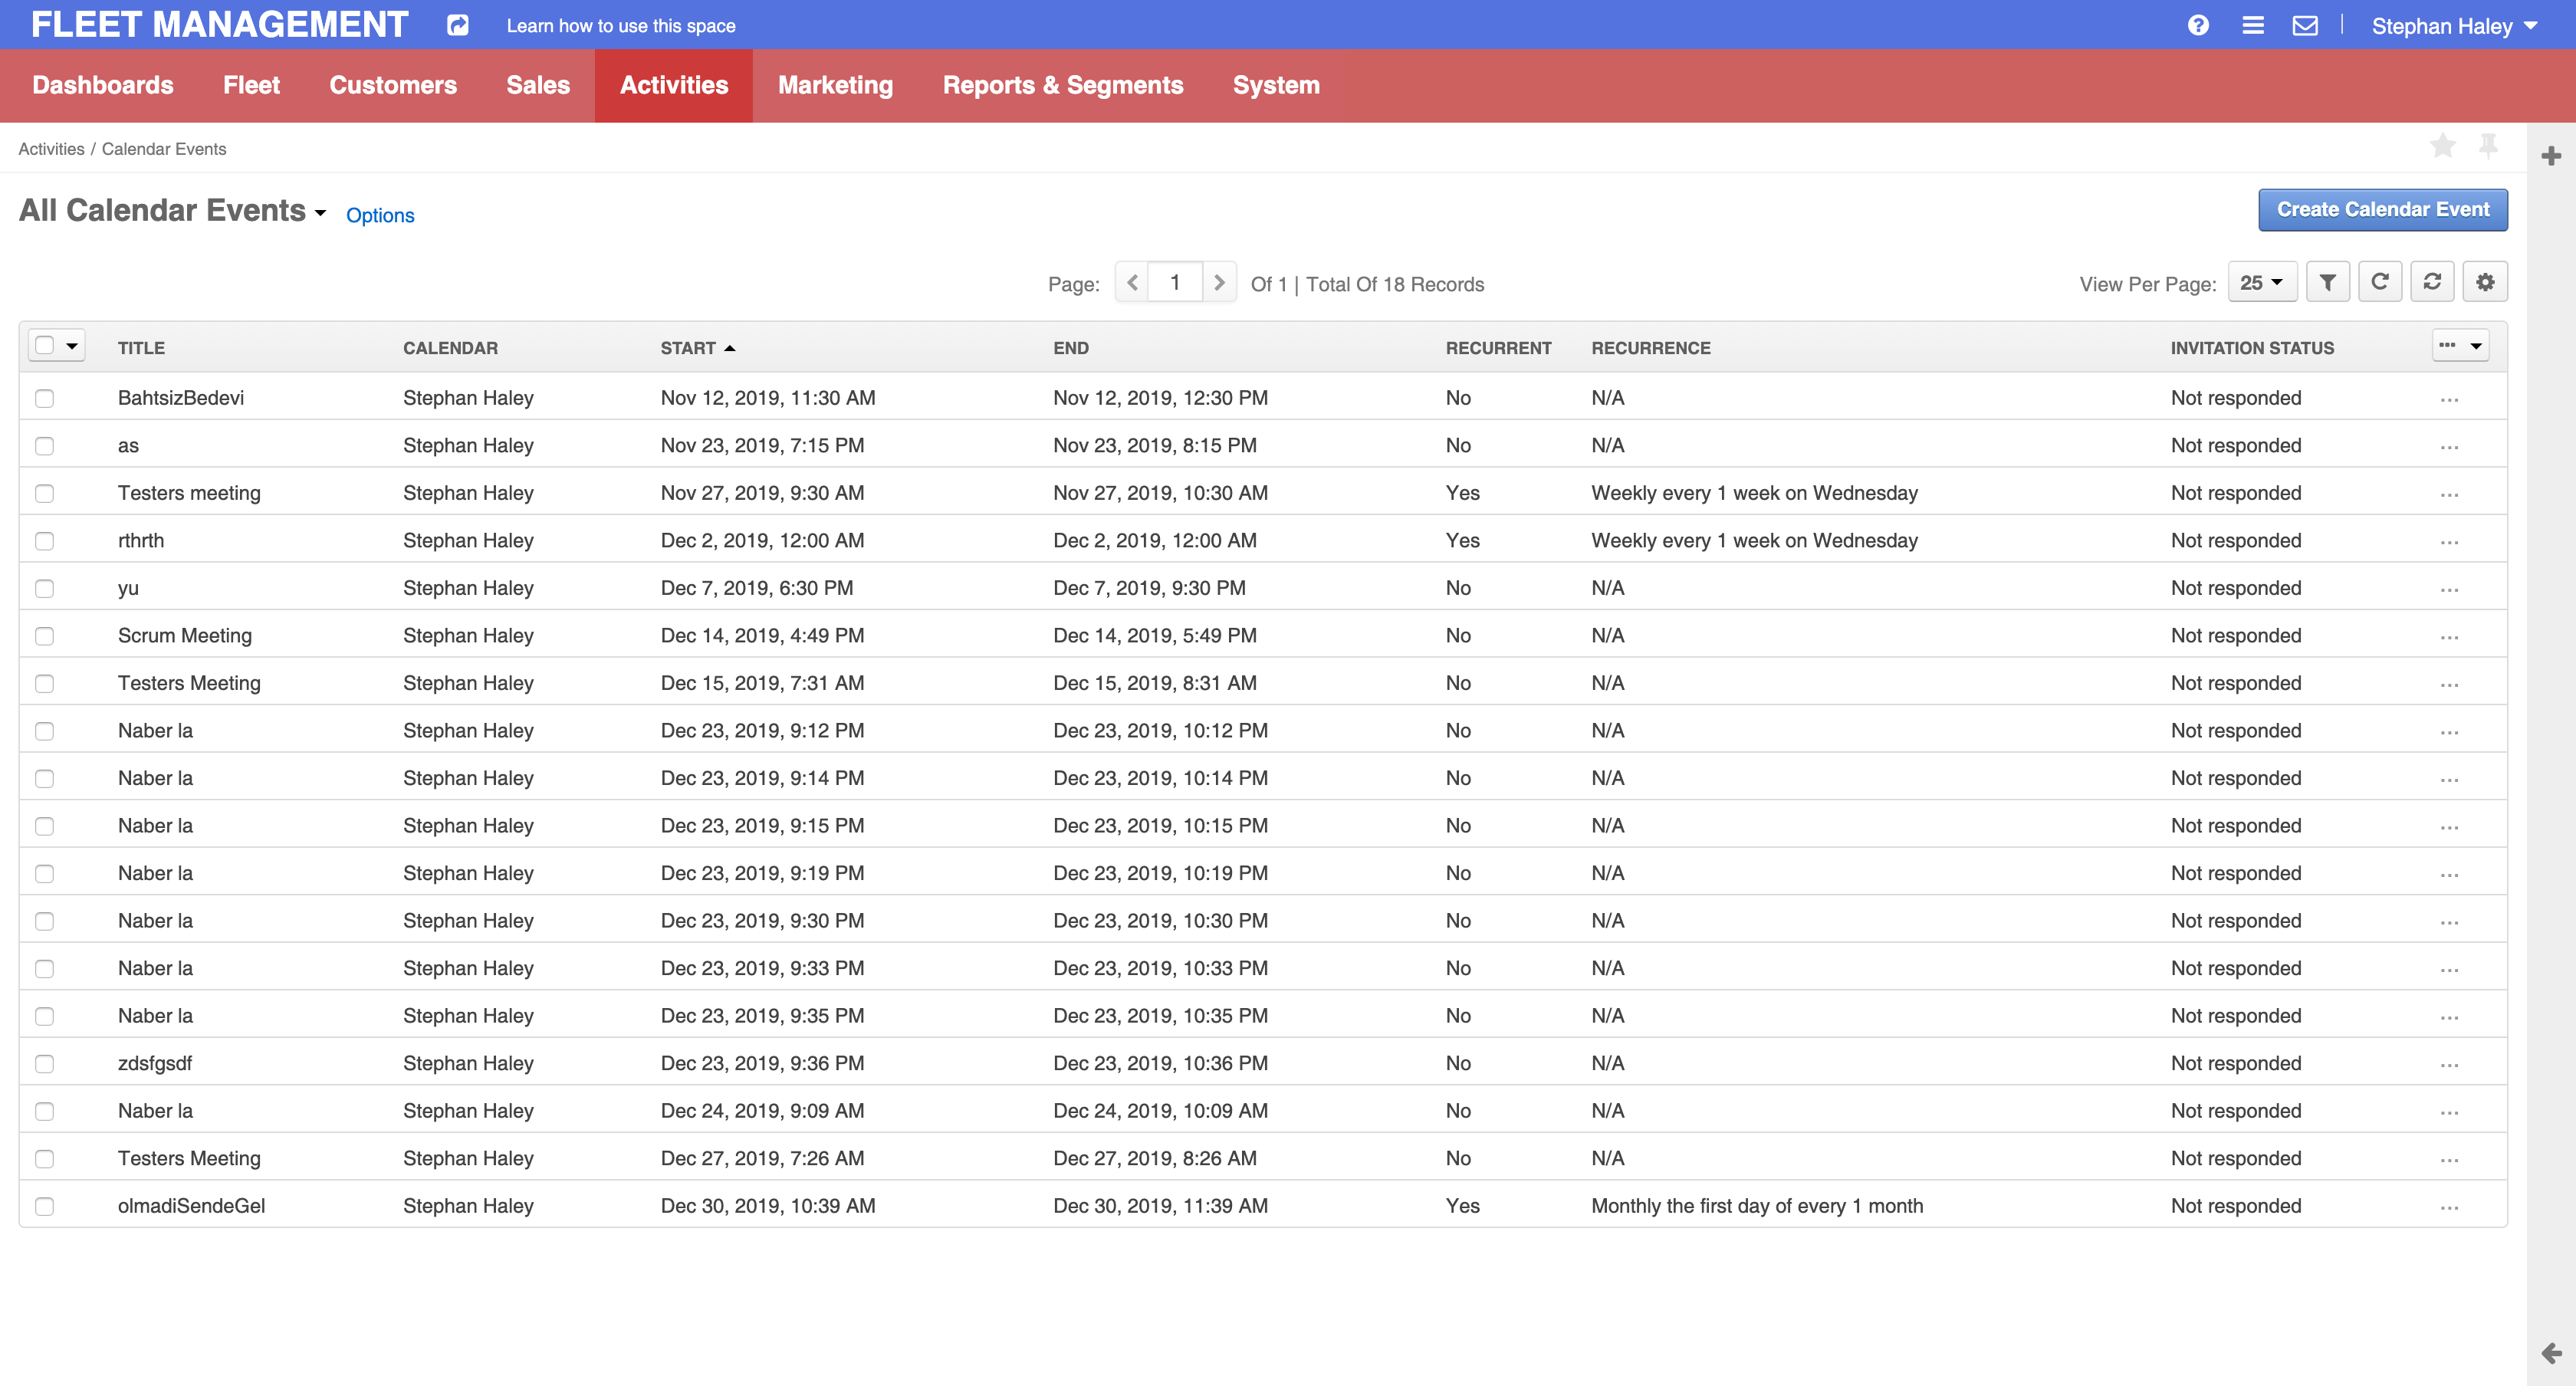 FLEET MANAGEMENT Learn how to use this space Stephan Haley
Dashboards Fleet Customers Sales Activities Marketing Reports & Segments System
Activities / Calendar Events
All Calendar Events Options Create Calendar Event
Page: 1 Of 1 | Total Of 18 Records View Per Page: 25
TITLE CALENDAR START END RECURRENT RECURRENCE INVITATION STATUS ...
BahtsizBedevi Stephan Haley Nov 12, 2019, 11:30 AM Nov 12, 2019, 12:30 PM No N/A Not responded ...
as Stephan Haley Nov 23, 2019, 7:15 PM Nov 23, 2019, 8:15 PM No N/A Not responded ...
Testers meeting Stephan Haley Nov 27, 2019, 9:30 AM Nov 27, 2019, 10:30 AM Yes Weekly every 1 week on Wednesday Not responded ...
rthrth Stephan Haley Dec 2, 2019, 12:00 AM Dec 2, 2019, 12:00 AM Yes Weekly every 1 week on Wednesday Not responded ...
yu Stephan Haley Dec 7, 2019, 6:30 PM Dec 7, 2019, 9:30 PM No N/A Not responded ...
Scrum Meeting Stephan Haley Dec 14, 2019, 4:49 PM Dec 14, 2019, 5:49 PM No N/A Not responded ...
Testers Meeting Stephan Haley Dec 15, 2019, 7:31 AM Dec 15, 2019, 8:31 AM No N/A Not responded ...
Naber la Stephan Haley Dec 23, 2019, 9:12 PM Dec 23, 2019, 10:12 PM No N/A Not responded ...
Naber la Stephan Haley Dec 23, 2019, 9:14 PM Dec 23, 2019, 10:14 PM No N/A Not responded ...
Naber la Stephan Haley Dec 23, 2019, 9:15 PM Dec 23, 2019, 10:15 PM No N/A Not responded ...
Naber la Stephan Haley Dec 23, 2019, 9:19 PM Dec 23, 2019, 10:19 PM No N/A Not responded ...
Naber la Stephan Haley Dec 23, 2019, 9:30 PM Dec 23, 2019, 10:30 PM No N/A Not responded ...
Naber la Stephan Haley Dec 23, 2019, 9:33 PM Dec 23, 2019, 10:33 PM No N/A Not responded ...
Naber la Stephan Haley Dec 23, 2019, 9:35 PM Dec 23, 2019, 10:35 PM No N/A Not responded ...
zdsfgsdf Stephan Haley Dec 23, 2019, 9:36 PM Dec 23, 2019, 10:36 PM No N/A Not responded ...
Naber la Stephan Haley Dec 24, 2019, 9:09 AM Dec 24, 2019, 10:09 AM No N/A Not responded ...
Testers Meeting Stephan Haley Dec 27, 2019, 7:26 AM Dec 27, 2019, 8:26 AM No N/A Not responded ...
olmadiSendeGel Stephan Haley Dec 30, 2019, 10:39 AM Dec 30, 2019, 11:39 AM Yes Monthly the first day of every 1 month Not responded ...